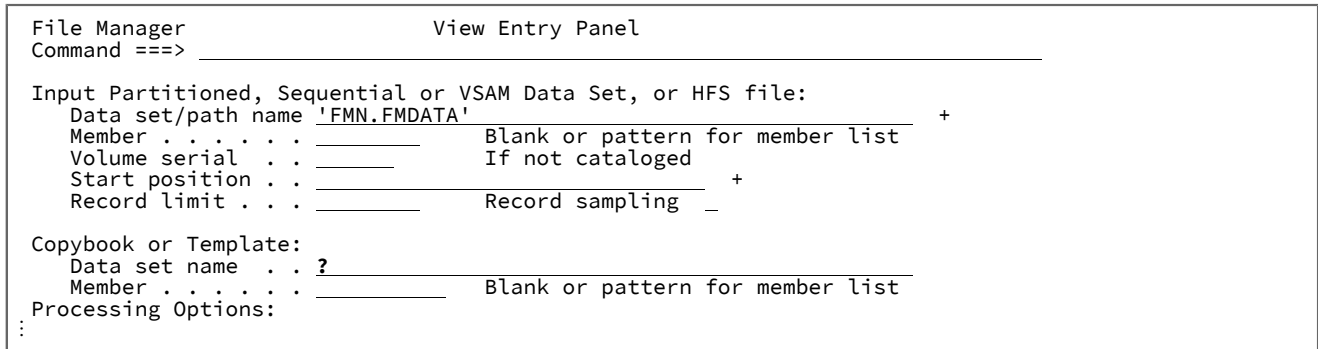 File Manager View Entry Panel
Command ===>
Input Partitioned, Sequential or VSAM Data Set, or HFS file:
Data set/path name 'FMN.FMDATA' +
Member . . . . . . Blank or pattern for member list
Volume serial . . If not cataloged
Start position . . +
Record limit . . . Record sampling _
Copybook or Template:
Data set name . . ?
Member . . . . . . Blank or pattern for member list
Processing Options:
⋮